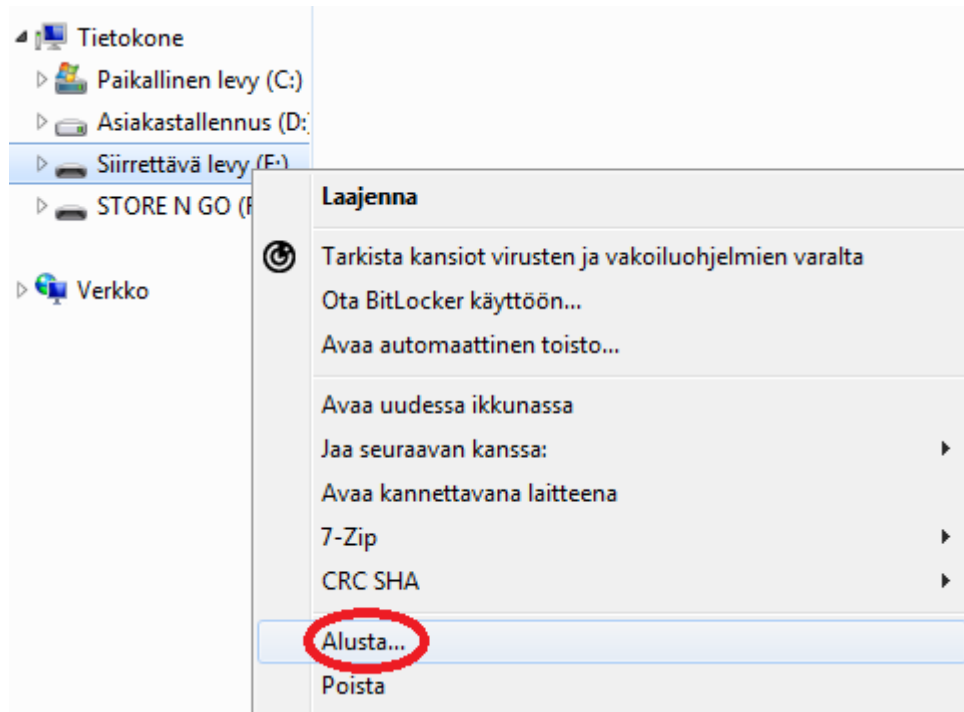 Tietokone
Paikallinen levy (C:)
Asiakastallennus (D:
Siirrettävä levy (E:)
STORE N GO (F
Verkko
Laajenna
Tarkista kansiot virusten ja vakoiluohjelmien varalta
Ota BitLocker käyttöön...
Avaa automaattinen toisto...
Avaa uudessa ikkunassa
Jaa seuraavan kanssa:
Avaa kannettavana laitteena
7-Zip
CRC SHA
Alusta...
Poista